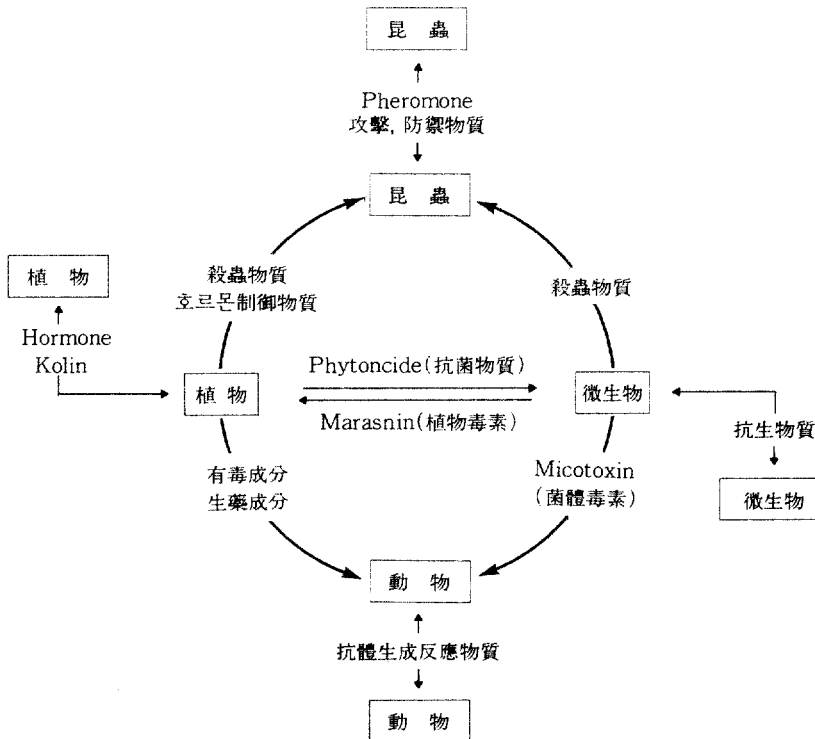 昆 蟲
Pheromone
攻擊, 防禦物質
昆 蟲
植 物
殺蟲物質
호르몬制御物質
殺蟲物質
Hormone
Kolin
植 物
Phytoncide(抗菌物質)
Marasnin(植物毒素)
微生物
抗生物質
微生物
有毒成分
生藥成分
Micotoxin
(菌體毒素)
動 物
抗體生成反應物質
動 物